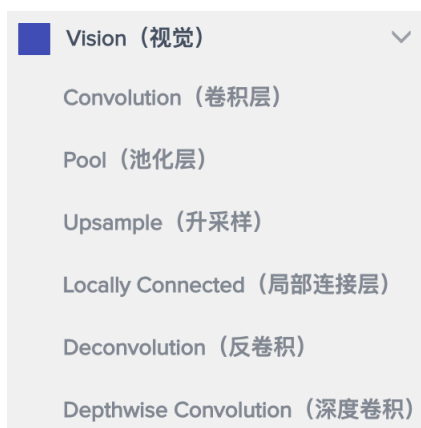 Vision（视觉）
Convolution（卷积层）
Pool（池化层）
Upsample（升采样）
Locally Connected（局部连接层）
Deconvolution（反卷积）
Depthwise Convolution（深度卷积）